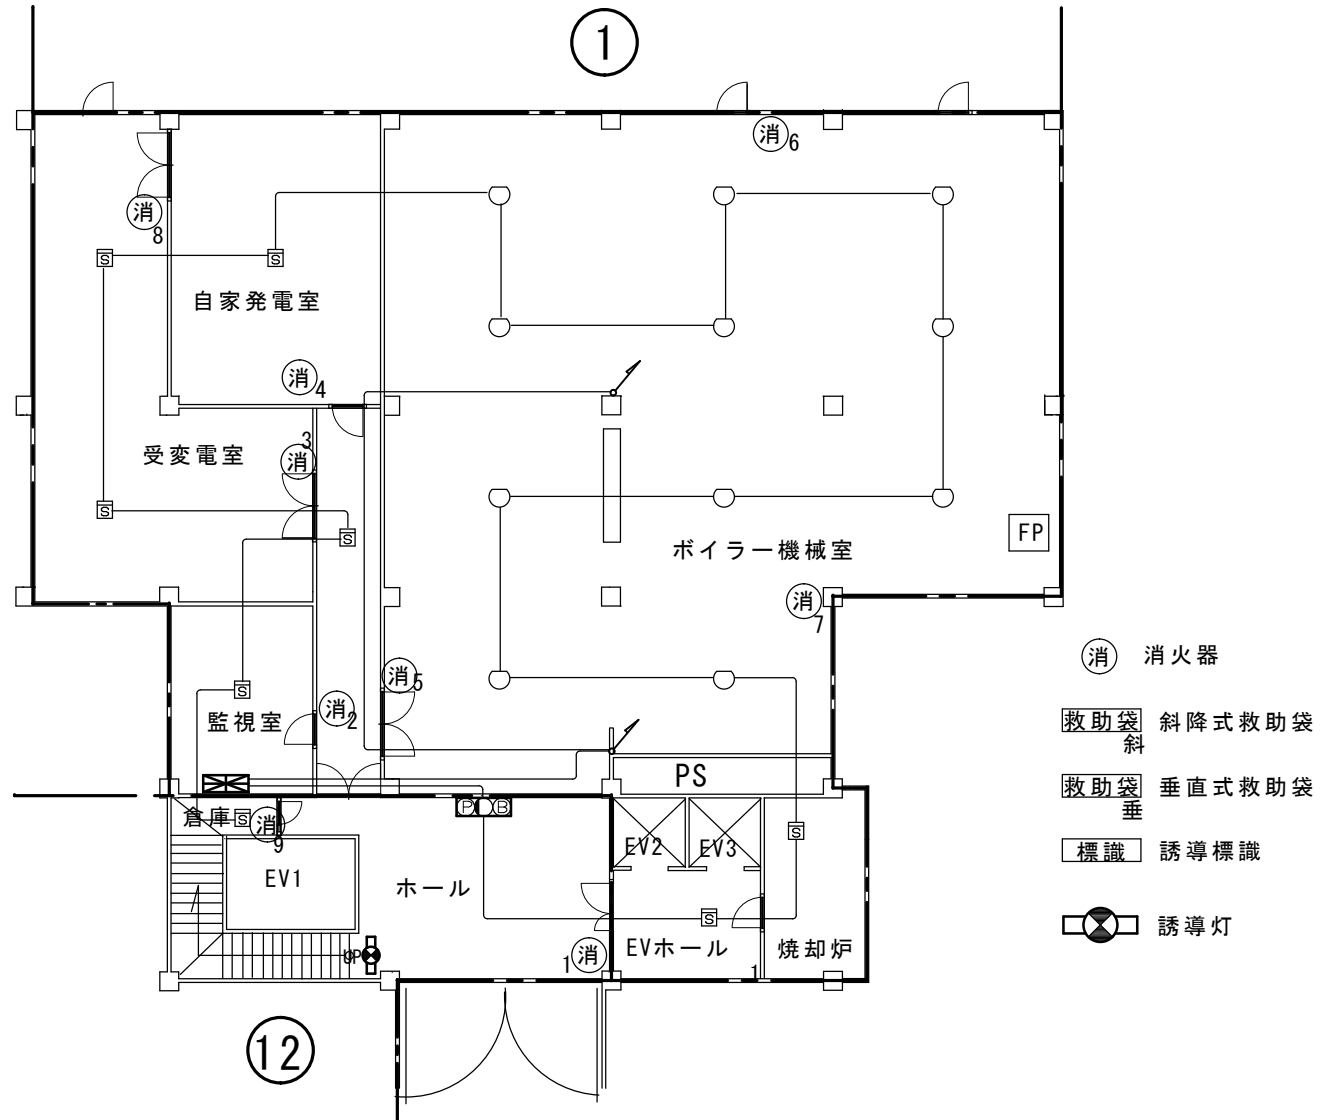 1
消6
消
8
S
S
自家発電室
消4
3
消
受変電室
S
S
FP
ボイラー機械室
消
7
消5
S
消2
監視室
消 消火器
救助袋 斜降式救助袋
斜
救助袋 垂直式救助袋
垂
標識 誘導標識
誘導灯
PS
P B
倉庫 S 消
9
S
EV2 EV3
EV1
ホール
S
UP
1消
EVホール
焼却炉
1
12